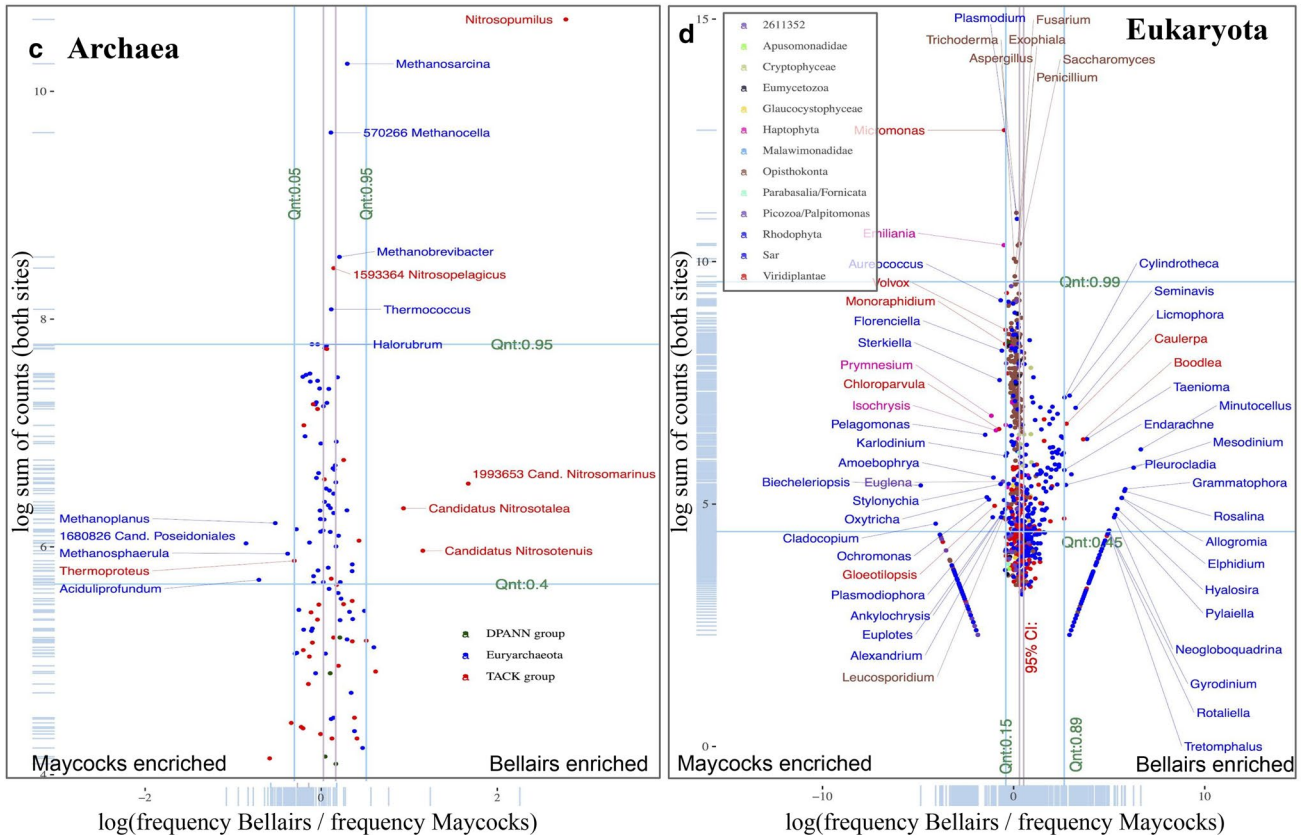 c Archaea
Nitrosopumilus
Methanosarcina
10
570266 Methanocella
Qnt:0.05
Qnt:0.95
Methanobrevibacter
1593364 Nitrosopelagicus
8
Thermococcus
Halorubrum
Qnt:0.95
log sum of counts (both sites)
1993653 Cand. Nitrosomarinus
Candidatus Nitrosotalea
Methanoplanus
1680826 Cand. Poseidoniales
6
Methanosphaerula
Candidatus Nitrosotenuis
Thermoproteus
Aciduliprofundum
Qnt:0.4
DPANN group
Euryarchaeota
TACK group
Maycocks encriched
Bellairs enriched
4
-2
0
2
log(frequency Bellairs / frequency Maycocks)
d Eukaryota
15
a 2611352
a Apusomonadidae
a Cryptophyceae
a Eumycetozoa
a Glaucocystophyceae
a Haptophyta
a Malawimonadidae
a Opisthokonta
a Parabasalia/Fornicata
a Picozoa/Palpitomonas
a Rhodophyta
a Sar
a Viridiplantae
Plasmodium
Fusarium
Trichoderma
Exophiala
Aspergillus
Saccharomyces
Penicillium
Micromonas
Emiliania
10
Aureococcus
Volvox
Monoraphidium
Florenciella
Sterkiella
Prymnesium
Chloroparvula
Isochrysis
Pelagomonas
Karlodinium
Amoebophrya
Biecheleriopsis
Euglena
Stylonychia
5
Oxytricha
Cladocopium
Ochromonas
Gloeotilopsis
Plasmodiophora
Ankylochrysis
Euplotes
Alexandrium
Leucosporidium
Cylindrotheca
Qnt:0.99
Seminavis
Licmophora
Caulerpa
Boodlea
Taenioma
Minutocellus
Endarachne
Mesodinium
Pleurocladia
Grammatophora
Rosalina
Qnt:0.45
Allogromia
Elphidium
Hyalosira
Pylaiella
Neogloboquadrina
Gyrodinium
Rotaliella
Tretomphalus
95% CI:
Qnt:0.15
Qnt:0.89
log sum of counts (both sites)
0
Maycocks enriched
Bellairs enriched
-10
0
10
log(frequency Bellairs / frequency Maycocks)